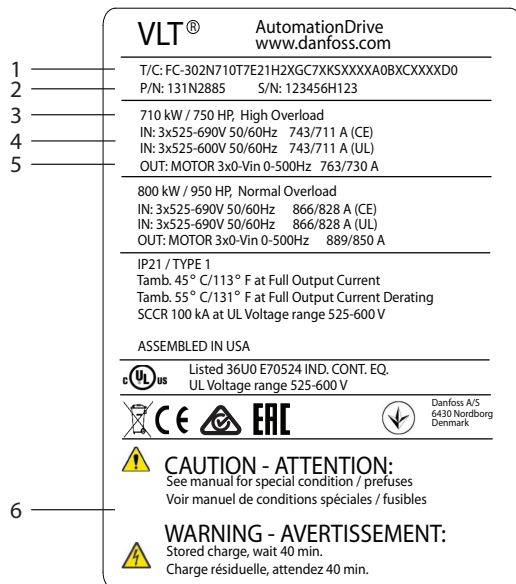 VLT® AutomationDrive
www.danfoss.com
1 T/C: FC-302N710T7E21H2XGC7XKSXXXXA0BXCXXXXD0
2 P/N: 131N2885 S/N: 123456H123
3 710 kW / 750 HP, High Overload
4 IN: 3x525-690V 50/60Hz 743/711 A (CE)
IN: 3x525-600V 50/60Hz 743/711 A (UL)
5 OUT: MOTOR 3x0-Vin 0-500Hz 763/730 A
800 kW / 950 HP, Normal Overload
IN: 3x525-690V 50/60Hz 866/828 A (CE)
IN: 3x525-690V 50/60Hz 866/828 A (UL)
OUT: MOTOR 3x0-Vin 0-500Hz 889/850 A
IP21 / TYPE 1
Tamb. 45° C/113° F at Full Output Current
Tamb. 55° C/131° F at Full Output Current Derating
SCCR 100 kA at UL Voltage range 525-600 V
ASSEMBLED IN USA
c UL us Listed 36U0 E70524 IND. CONT. EQ.
UL Voltage range 525-600 V
CE EAC
Danfoss A/S
6430 Nordborg
Denmark
CAUTION - ATTENTION:
See manual for special condition / prefuses
Voir manuel de conditions spéciales / fusibles
6
WARNING - AVERTISSEMENT:
Stored charge, wait 40 min.
Charge résiduelle, attendez 40 min.